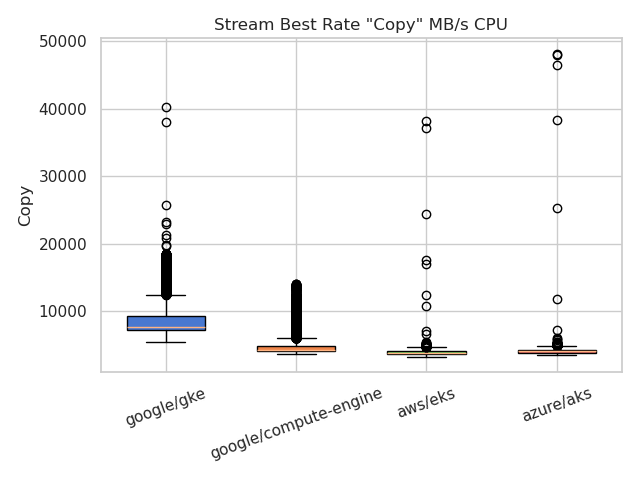 Stream Best Rate "Copy" MB/s CPU
50000
40000
30000
20000
10000
Copy
google/gke
google/compute-engine
aws/eks
azure/aks